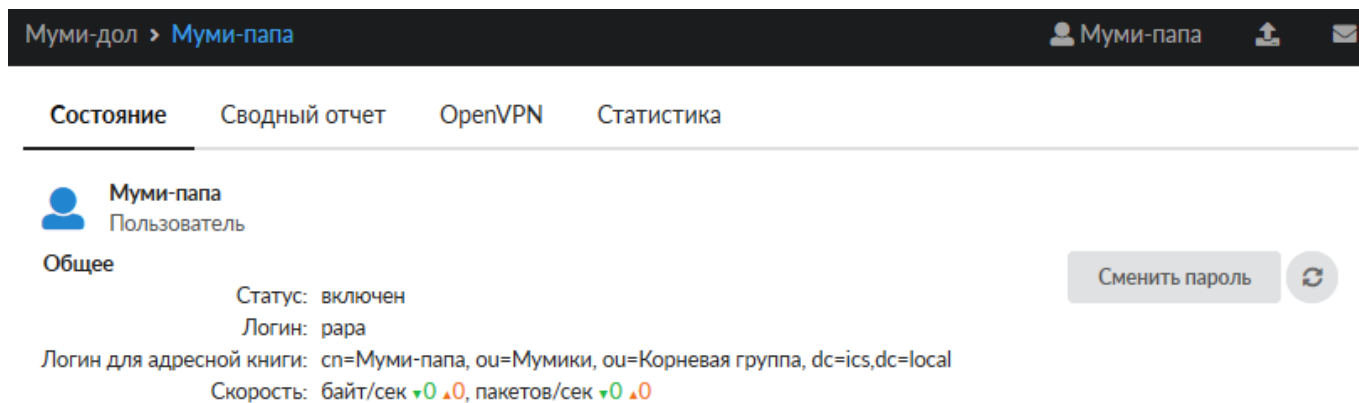 Муми-дол > Муми-папа Муми-папа
Состояние Сводный отчет OpenVPN Статистика
Муми-папа
Пользователь
Общее
Сменить пароль
Статус: включен
Логин: papa
Логин для адресной книги: cn=Муми-папа, ou=Мумики, ou=Корневая группа, dc=ics,dc=local
Скорость: байт/сек ▾0 ▴0, пакетов/сек ▾0 ▴0